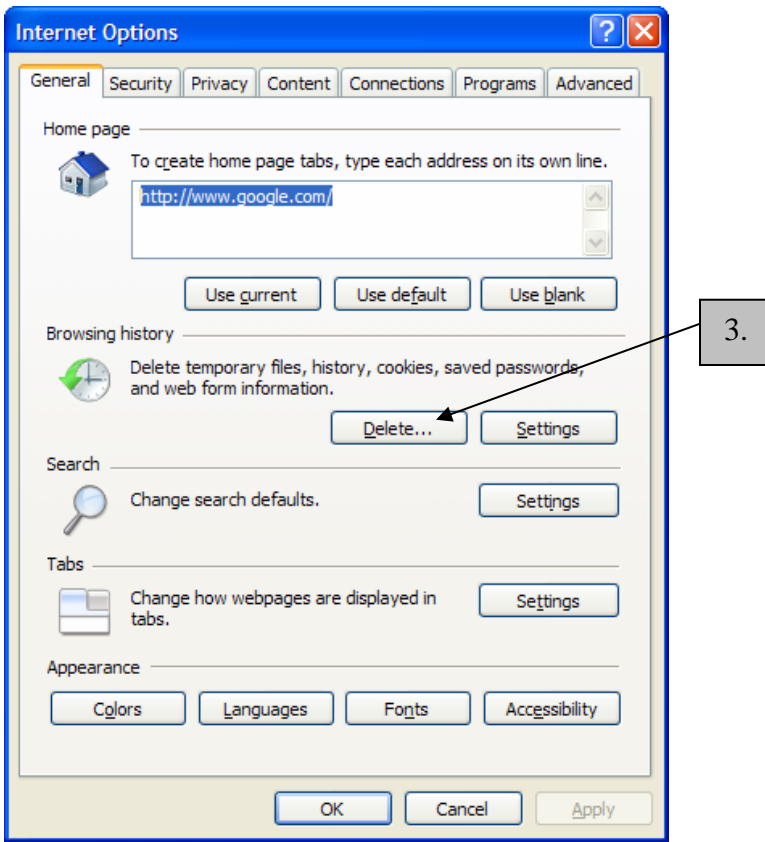 Internet Options
General Security Privacy Content Connections Programs Advanced
Home page
To create home page tabs, type each address on its own line.
http://www.google.com/
Use current Use default Use blank
3.
Browsing history
Delete temporary files, history, cookies, saved passwords,
and web form information.
Delete... Settings
Search
Change search defaults. Settings
Tabs
Change how webpages are displayed in Settings
tabs.
Appearance
Colors Languages Fonts Accessibility
OK Cancel Apply